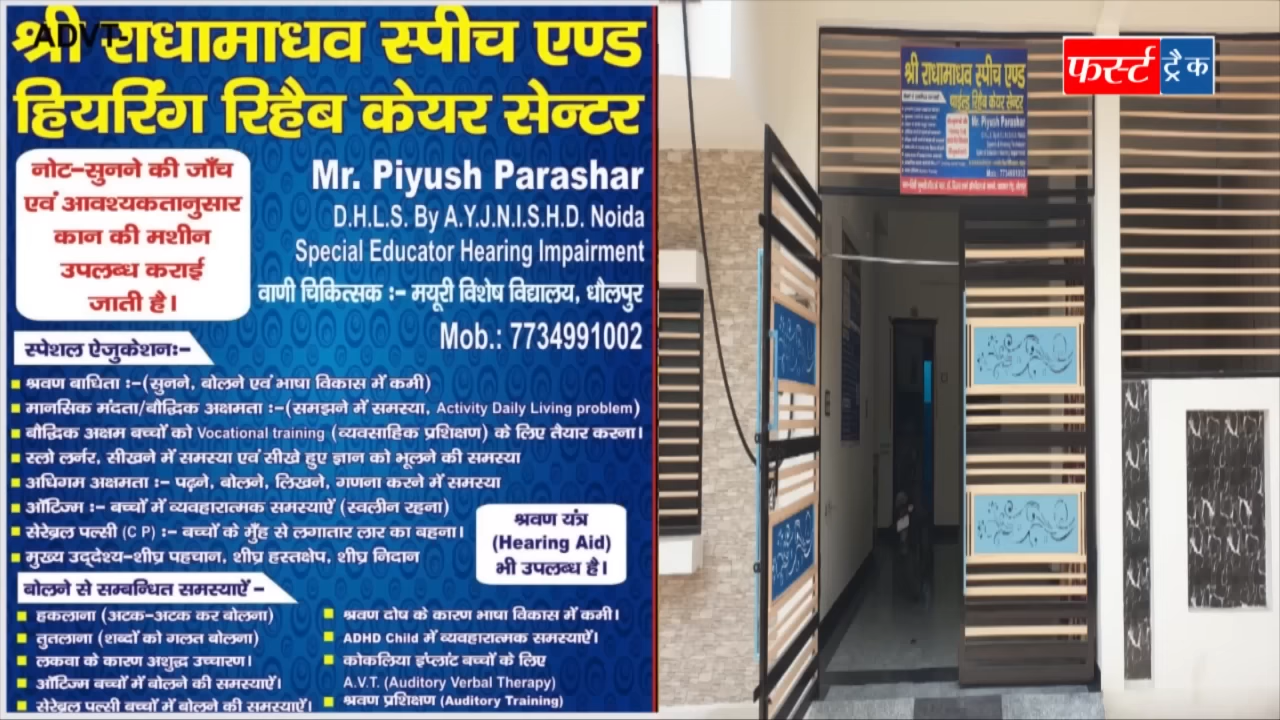 ADVT
श्री राधामाधव स्पीच एण्ड
हियरिंग रिहैब केयर सेन्टर
नोट-सुनने की जाँच
एवं आवश्यकतानुसार
कान की मशीन
उपलब्ध कराई
जाती है।
Mr. Piyush Parashar
D.H.L.S. By A.Y.J.N.I.S.H.D. Noida
Special Educator Hearing Impairment
वाणी चिकित्सक :- मयूरी विशेष विद्यालय, धौलपुर
Mob.: 7734991002
स्पेशल ऐजुकेशनः-
श्रवण बाधिता :-(सुनने, बोलने एवं भाषा विकास में कमी)
मानसिक मंदता/बौद्धिक अक्षमता :-(समझने में समस्या, Activity Daily Living problem)
बौद्धिक अक्षम बच्चों को Vocational training (व्यवसाहिक प्रशिक्षण) के लिए तैयार करना।
स्लो लर्नर, सीखने में समस्या एवं सीखे हुए ज्ञान को भूलने की समस्या
अधिगम अक्षमता :- पढ़ने, बोलने, लिखने, गणना करने में समस्या
ऑटिज्म :- बच्चों में व्यवहारात्मक समस्याऐं (स्वलीन रहना)
सेरेब्रल पल्सी (C P) :- बच्चों के मुँह से लगातार लार का बहना।
मुख्य उद्देश्य-शीघ्र पहचान, शीघ्र हस्तक्षेप, शीघ्र निदान
श्रवण यंत्र
(Hearing Aid)
भी उपलब्ध है।
बोलने से सम्बन्धित समस्याऐं -
हकलाना (अटक-अटक कर बोलना)
तुतलाना (शब्दों को गलत बोलना)
लकवा के कारण अशुद्ध उच्चारण।
ऑटिज्म बच्चों में बोलने की समस्याऐं।
सेरेब्रल पल्सी बच्चों में बोलने की समस्याऐं।
श्रवण दोष के कारण भाषा विकास में कमी।
ADHD Child में व्यवहारात्मक समस्याऐं।
कोकलिया इंप्लांट बच्चों के लिए
A.V.T. (Auditory Verbal Therapy)
श्रवण प्रशिक्षण (Auditory Training)
श्री राधामाधव स्पीच एण्ड
चाईल्ड रिहैब केयर सेन्टर
Mr. Piyush Parashar
Mob.: 7734991002
फर्स्ट ट्रैक